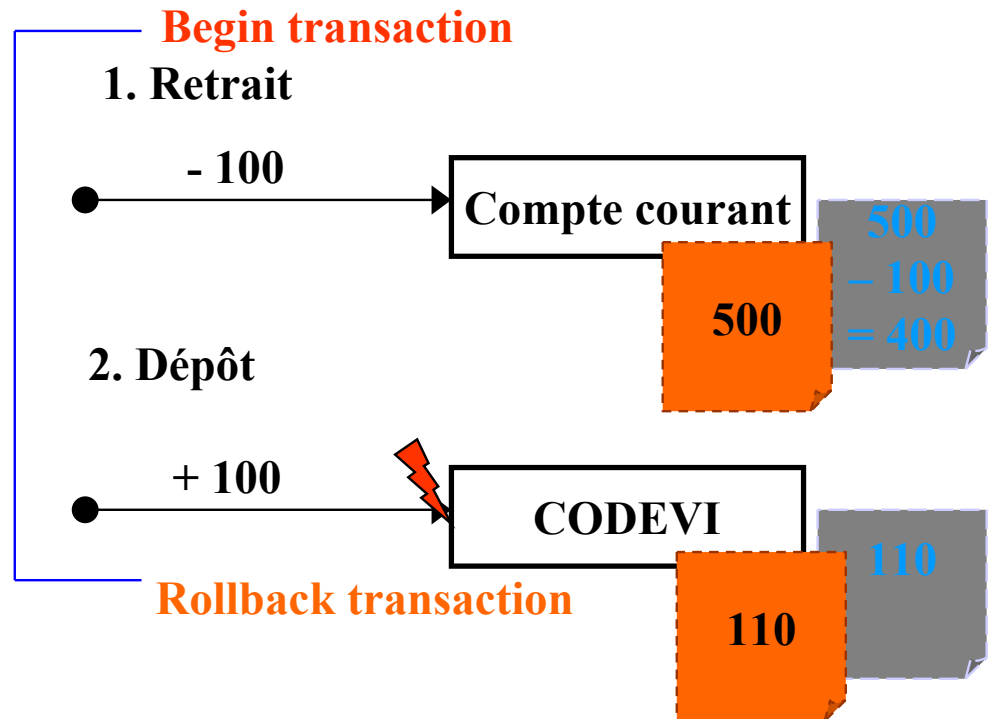 Begin transaction
1. Retrait
- 100
Compte courant
500
– 100
= 400
500
2. Dépôt
+ 100
CODEVI
110
Rollback transaction
110